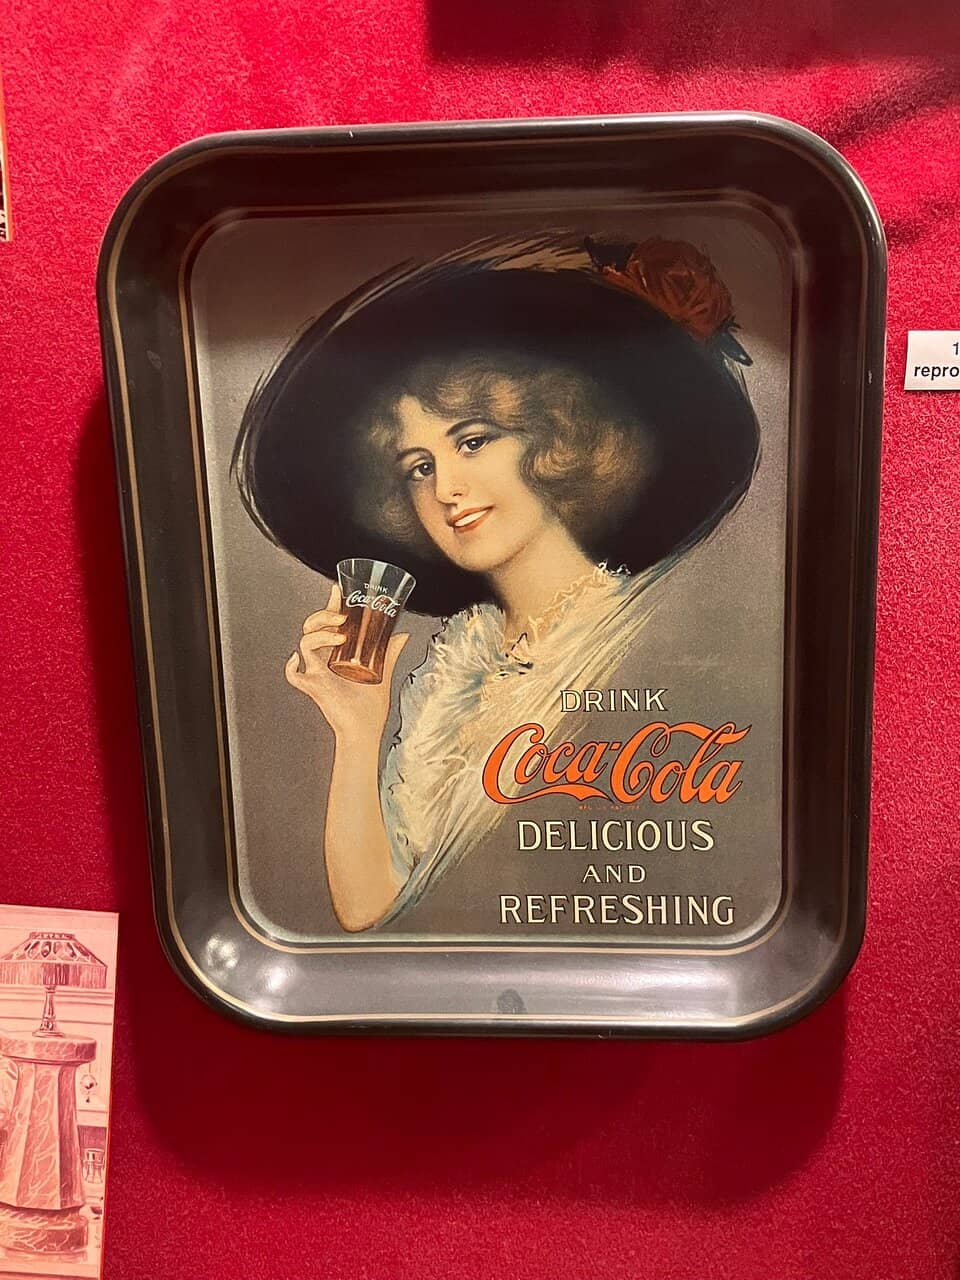 1
repro
DRINK
Coca-Cola
DRINK
Coca-Cola
DELICIOUS
AND
REFRESHING